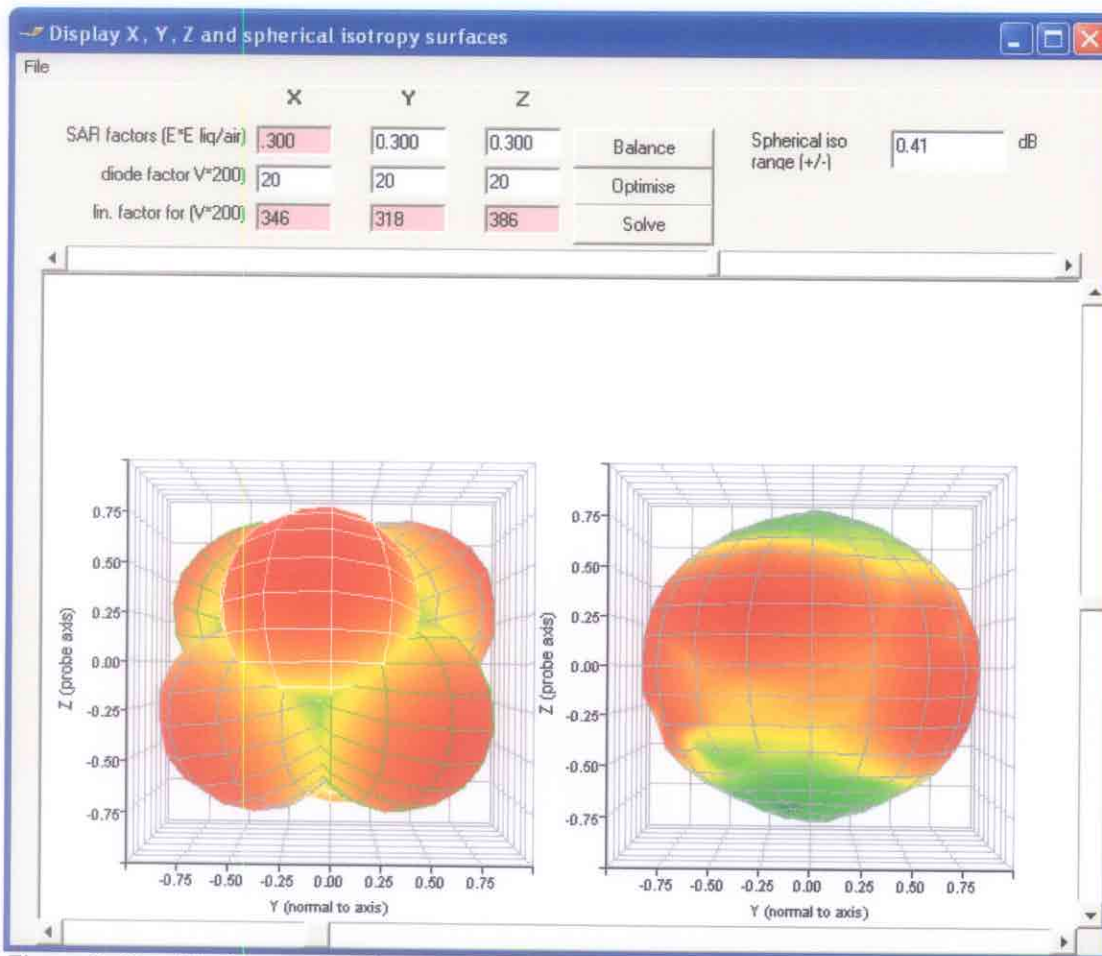 Display X, Y, Z and spherical isotropy surfaces
File
X Y Z
SAR factors (E*E liq/air) .300 0.300 0.300 Balance Spherical iso 0.41 dB
range (+/-)
diode factor V*200) 20 20 20 Optimise
lin. factor for (V*200) 346 318 386 Solve
0.75
0.50
0.25
0.00
-0.25
-0.50
-0.75
Z (probe axis)
-0.75 -0.50 -0.25 0.00 0.25 0.50 0.75
Y (normal to axis)
0.75
0.50
0.25
0.00
-0.25
-0.50
-0.75
Z (probe axis)
-0.75 -0.50 -0.25 0.00 0.25 0.50 0.75
Y (normal to axis)